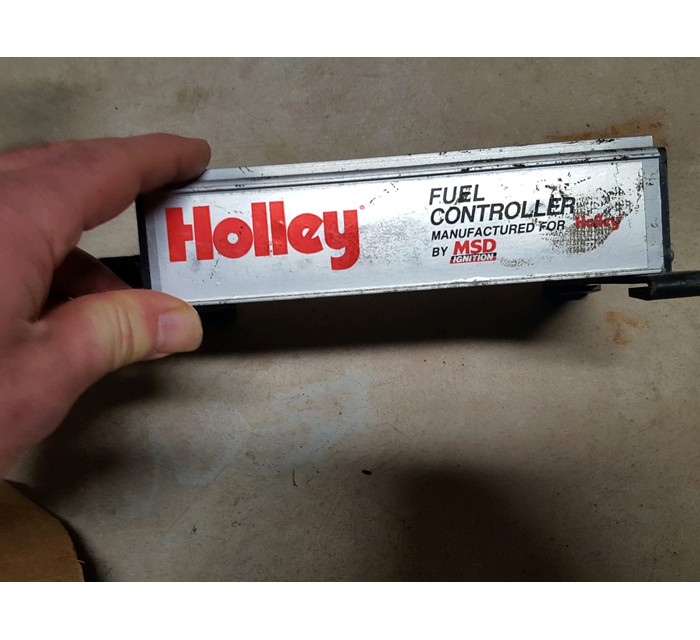 Holley
FUEL
CONTROLLER
MANUFACTURED FOR Holley
BY MSD
IGNITION